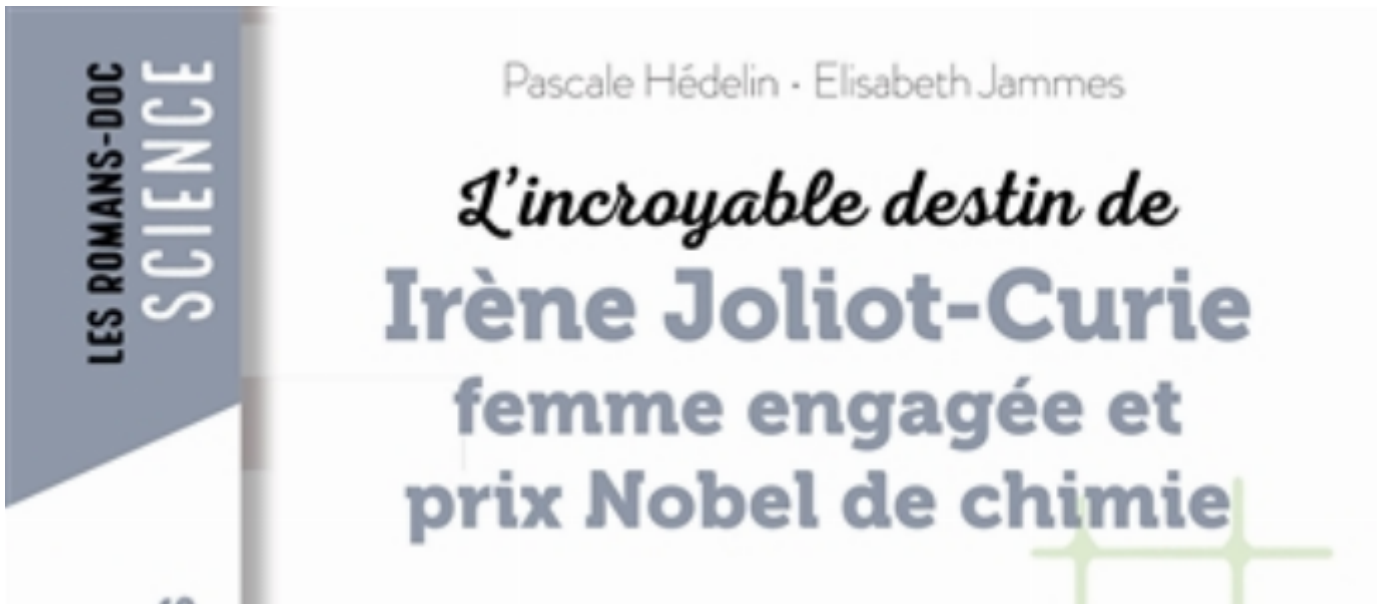 LES ROMANS-DOC
SCIENCE
Pascale Hédelin · Elisabeth Jammes
L'incroyable destin de
Irène Joliot-Curie
femme engagée et
prix Nobel de chimie